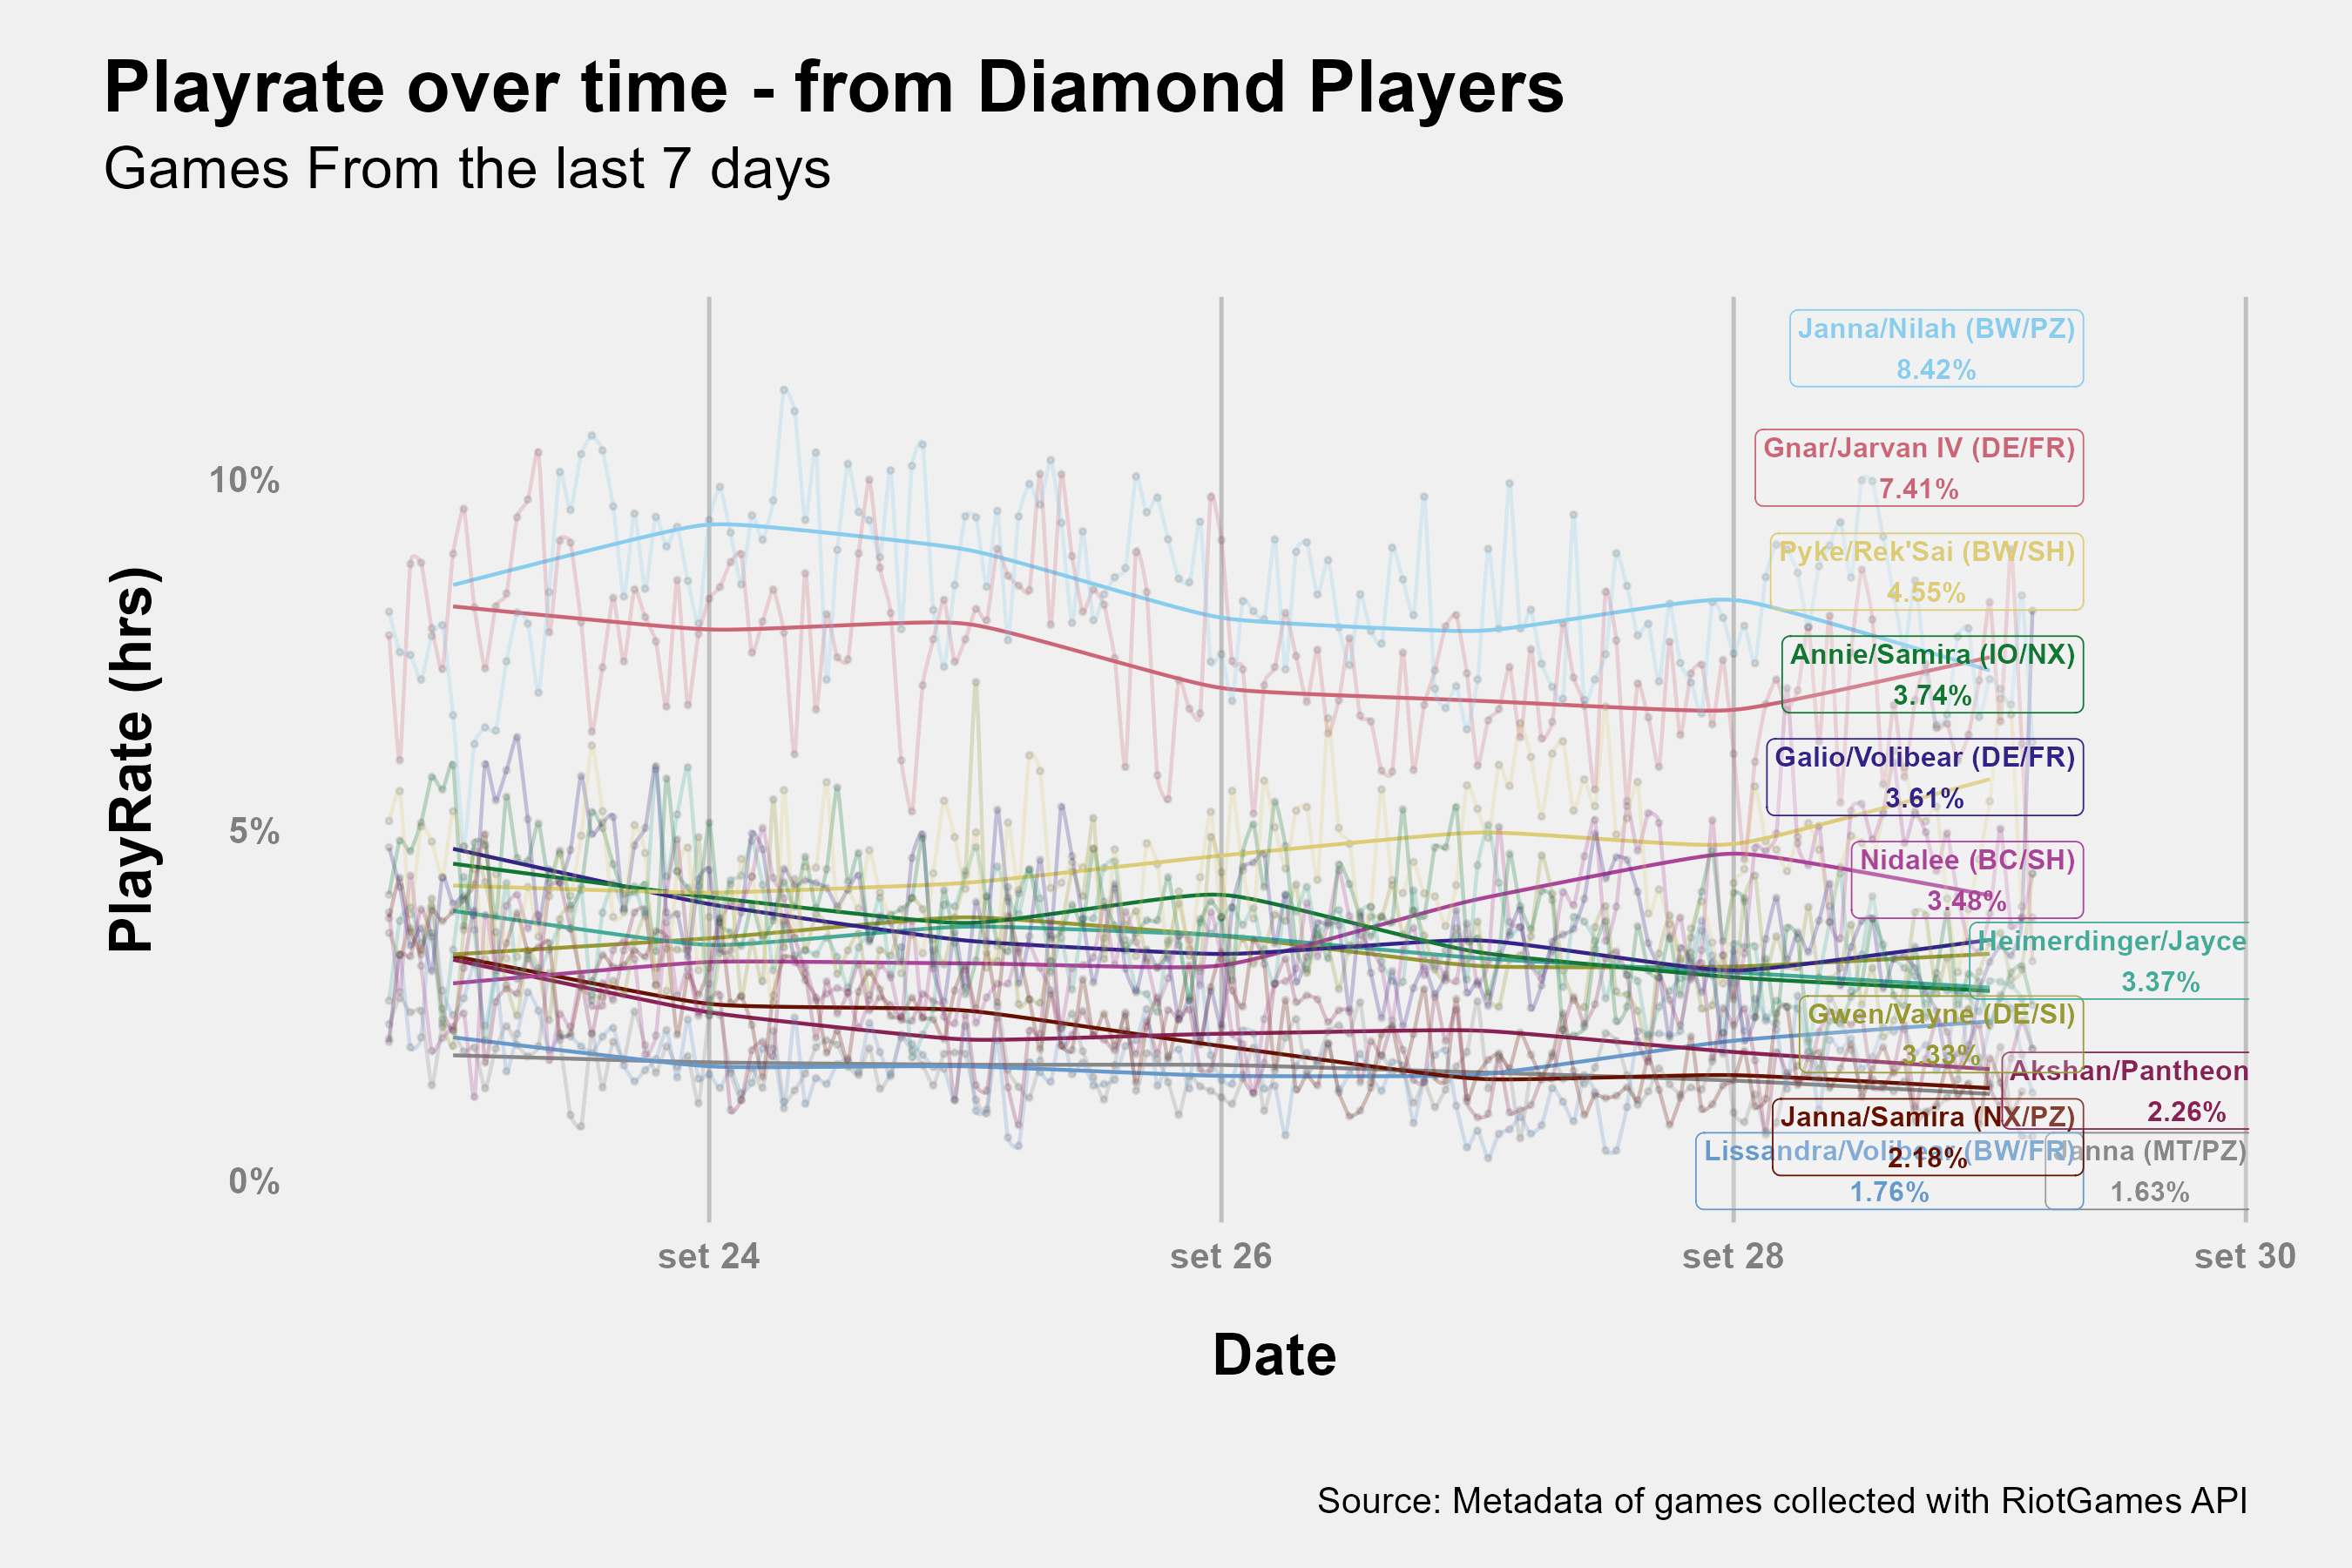 Playrate over time - from Diamond Players
Games From the last 7 days
PlayRate (hrs)
10%
5%
0%
Janna/Nilah (BW/PZ)
8.42%
Gnar/Jarvan IV (DE/FR)
7.41%
Pyke/Rek'Sai (BW/SH)
4.55%
Annie/Samira (IO/NX)
3.74%
Galio/Volibear (DE/FR)
3.61%
Nidalee (BC/SH)
3.48%
Heimerdinger/Jayce
3.37%
Gwen/Vayne (DE/SI)
3.33%
Akshan/Pantheon
2.26%
Janna/Samira (NX/PZ)
2.18%
Lissandra/Volibear (BW/FR)
1.76%
Janna (MT/PZ)
1.63%
set 24
set 26
set 28
set 30
Date
Source: Metadata of games collected with RiotGames API